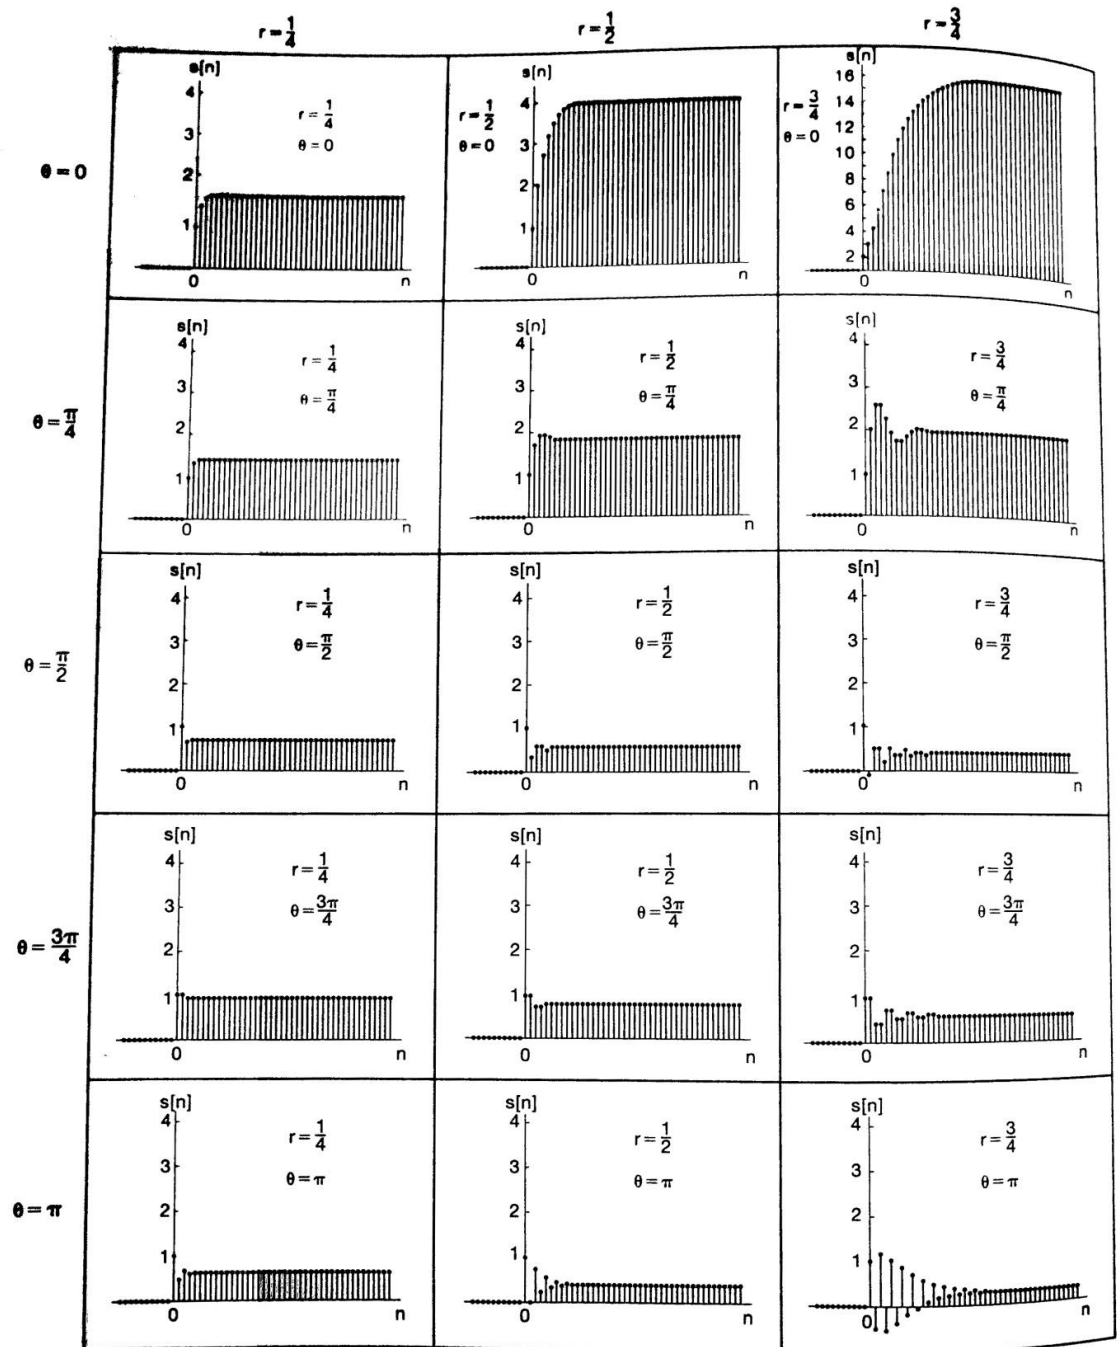 r = 1/4 r = 1/2 r = 3/4
θ = 0
s[n]
4
3
2
1
r = 1/4
θ = 0
0 n
s[n]
4
3
2
1
r = 1/2
θ = 0
0 n
s[n]
16
14
12
10
8
6
4
2
r = 3/4
θ = 0
0 n
θ = π/4
s[n]
4
3
2
1
r = 1/4
θ = π/4
0 n
s[n]
4
3
2
1
r = 1/2
θ = π/4
0 n
s[n]
4
3
2
1
r = 3/4
θ = π/4
0 n
θ = π/2
s[n]
4
3
2
1
r = 1/4
θ = π/2
0 n
s[n]
4
3
2
1
r = 1/2
θ = π/2
0 n
s[n]
4
3
2
1
r = 3/4
θ = π/2
0 n
θ = 3π/4
s[n]
4
3
2
1
r = 1/4
θ = 3π/4
0 n
s[n]
4
3
2
1
r = 1/2
θ = 3π/4
0 n
s[n]
4
3
2
1
r = 3/4
θ = 3π/4
0 n
θ = π
s[n]
4
3
2
1
r = 1/4
θ = π
0 n
s[n]
4
3
2
1
r = 1/2
θ = π
0 n
s[n]
4
3
2
1
r = 3/4
θ = π
0 n